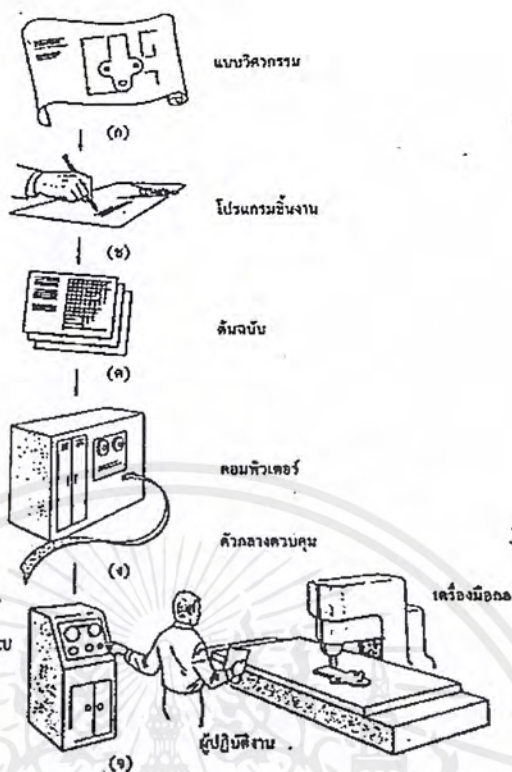 แบบวิศวกรรม
(ก)
โปรแกรมชิ้นงาน
(ข)
ต้นฉบับ
(ค)
คอมพิวเตอร์
ตัวกลางควบคุม
(ง)
เครื่องมือกล
ผู้ปฏิบัติงาน
(จ)